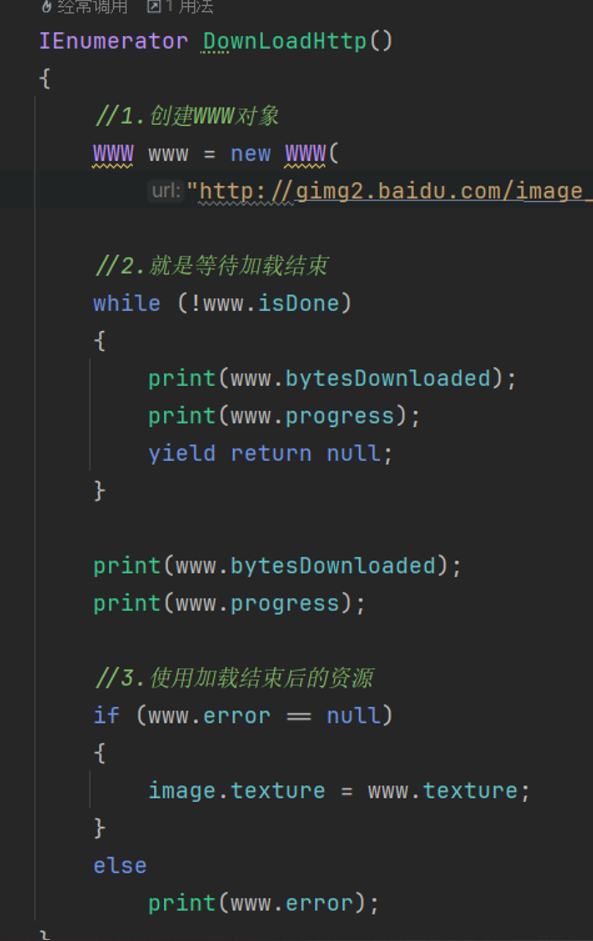 经常调用 1 用法
IEnumerator DownLoadHttp()
{
//1.创建WWW对象
WWW www = new WWW(
url: "http://gimg2.baidu.com/image_
//2.就是等待加载结束
while (!www.isDone)
{
print(www.bytesDownloaded);
print(www.progress);
yield return null;
}
print(www.bytesDownloaded);
print(www.progress);
//3.使用加载结束后的资源
if (www.error == null)
{
image.texture = www.texture;
}
else
print(www.error);
}